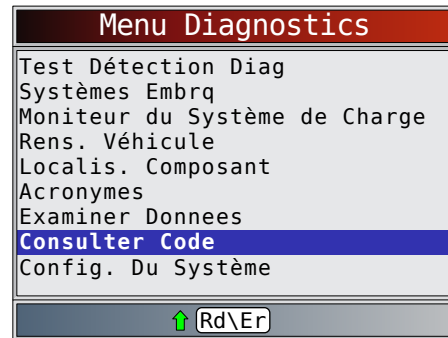 Menu Diagnostics
Test Détection Diag
Systèmes Embrq
Moniteur du Système de Charge
Rens. Véhicule
Localis. Composant
Acronymes
Examiner Donnees
Consulter Code
Config. Du Système
Rd\Er